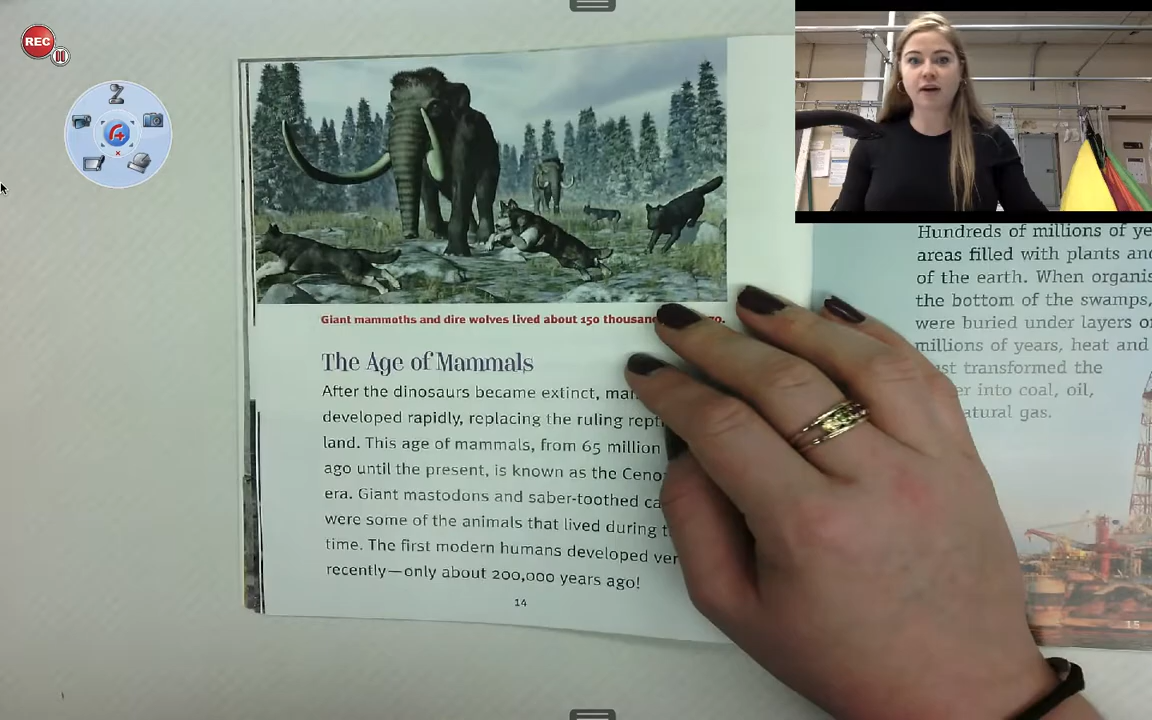 REC
Giant mammoths and dire wolves lived about 150
The Age of Mammals
After the dinosaurs became extinct,
developed rapidly, replacing the ruling
land. This age of mammals, from 65 million
ago until the present, is known as the
era. Giant mastodons and saber-toothed
were some of the animals that lived during
time. The first modern humans developed
recently—only about 200,000 years ago!
14
Hundreds of millions of
areas filled with plants
of the earth. When
the bottom of the swamps,
were buried under layers
millions of years, heat and
transformed the
into coal, oil,
gas.
15